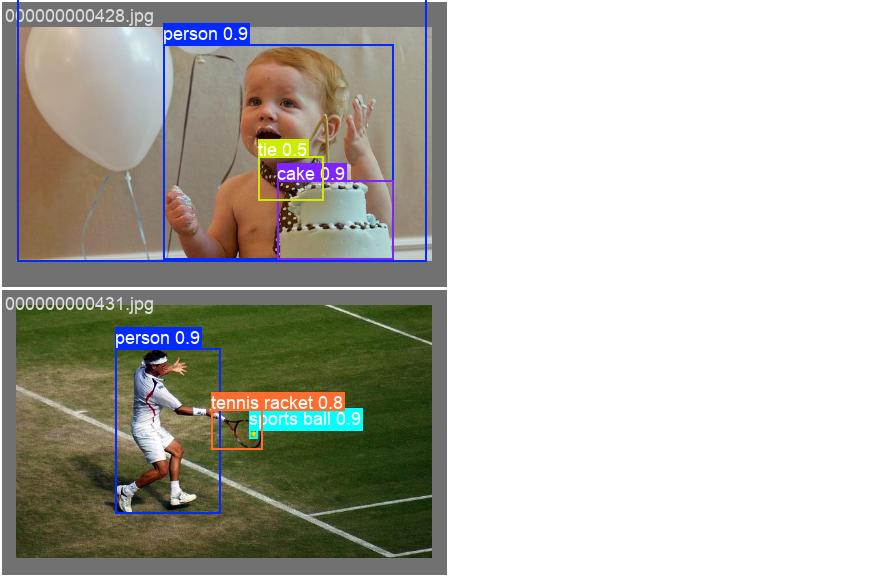 000000000428.jpg
person 0.9
tie 0.5
cake 0.9
000000000431.jpg
person 0.9
tennis racket 0.8
sports ball 0.9